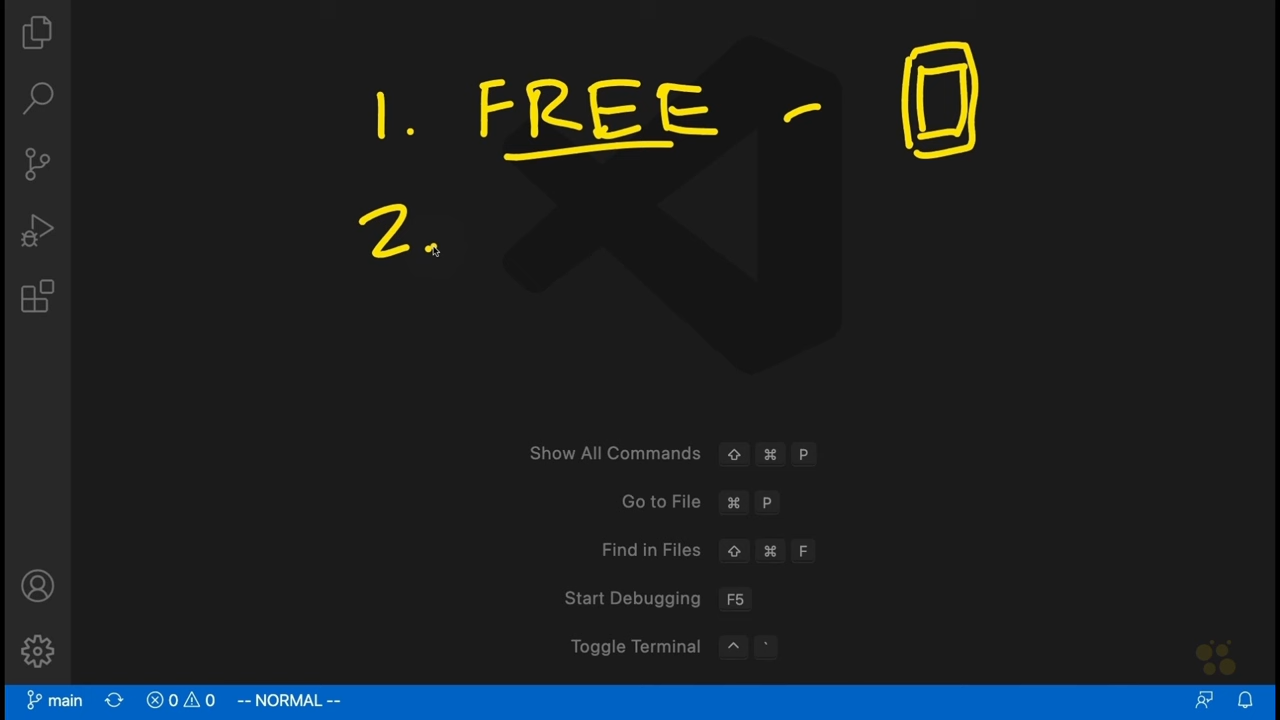 1. FREE -
2.
Show All Commands ⇧ ⌘ P
Go to File ⌘ P
Find in Files ⇧ ⌘ F
Start Debugging F5
Toggle Terminal ^ `
main 0 0 -- NORMAL --